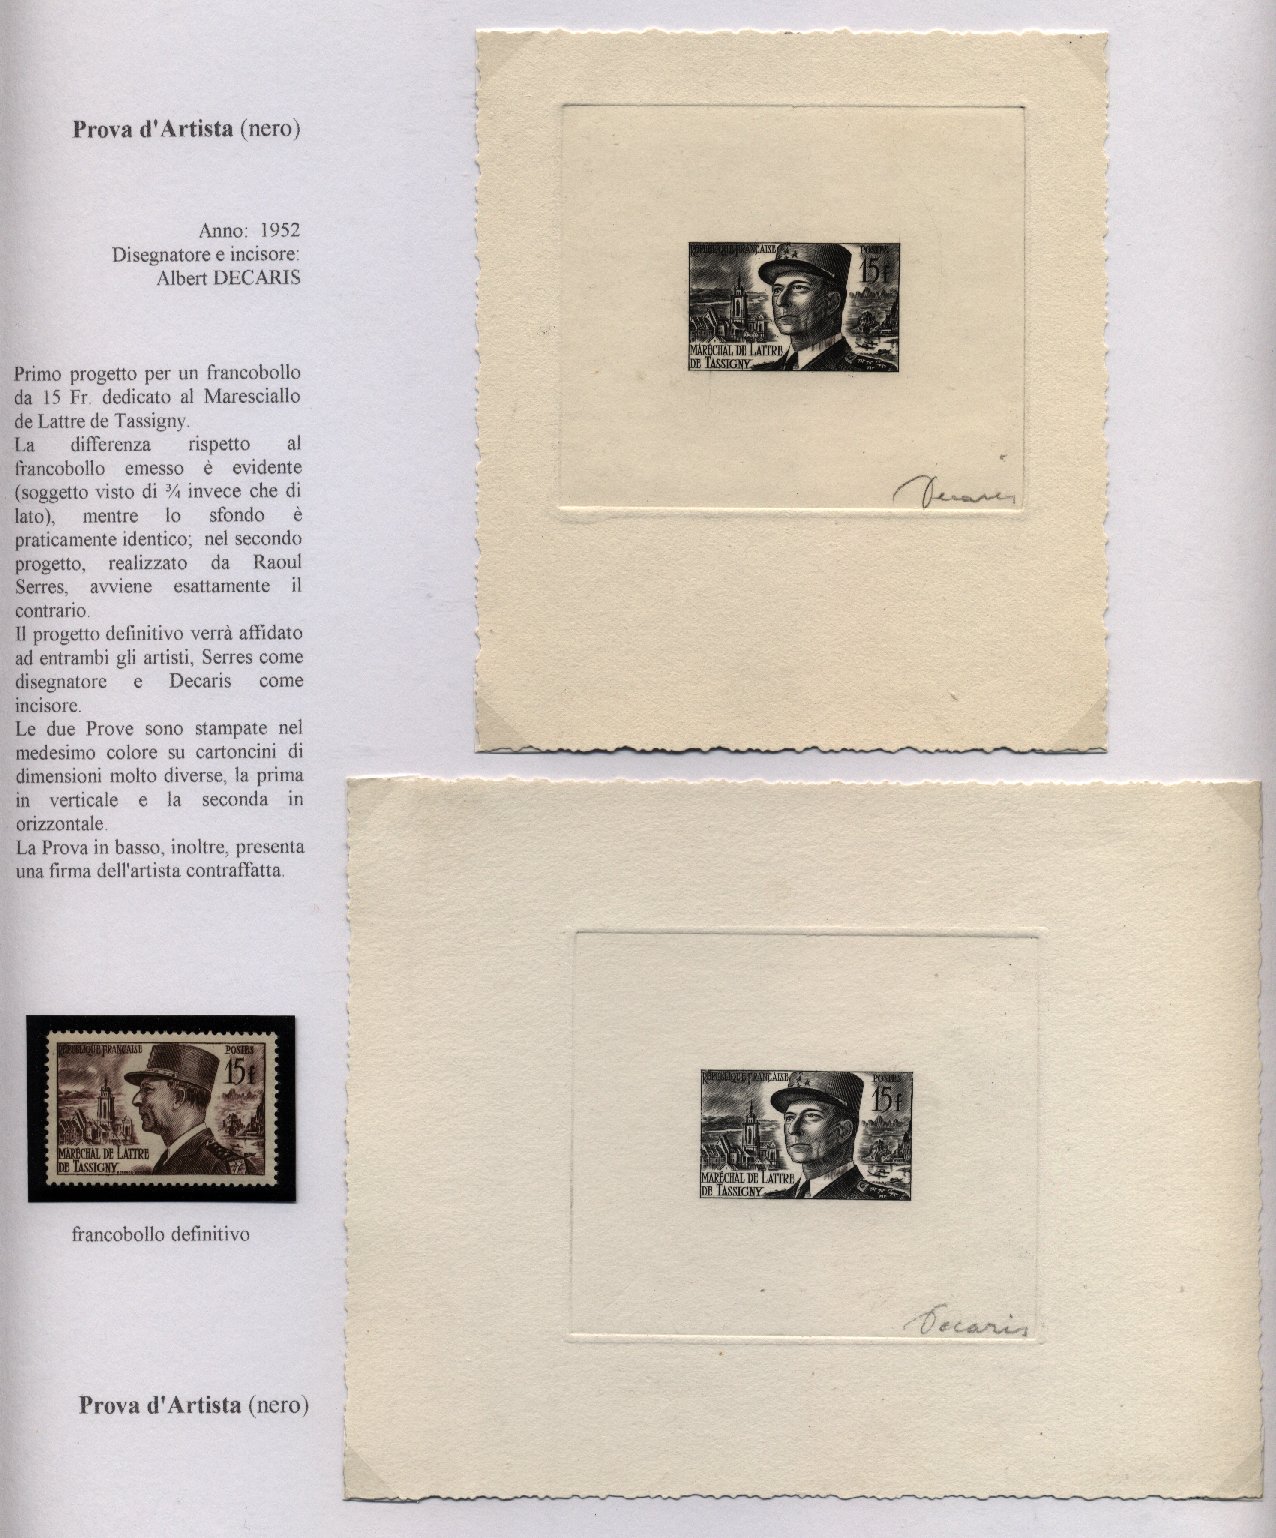 Prova d'Artista (nero)
Anno: 1952
Disegnatore e incisore:
Albert DECARIS
Primo progetto per un francobollo
da 15 Fr. dedicato al Maresciallo
de Lattre de Tassigny.
La differenza rispetto al
francobollo emesso è evidente
(soggetto visto di ¾ invece che di
lato), mentre lo sfondo è
praticamente identico; nel secondo
progetto, realizzato da Raoul
Serres, avviene esattamente il
contrario.
Il progetto definitivo verrà affidato
ad entrambi gli artisti, Serres come
disegnatore e Decaris come
incisore.
Le due Prove sono stampate nel
medesimo colore su cartoncini di
dimensioni molto diverse, la prima
in verticale e la seconda in
orizzontale.
La Prova in basso, inoltre, presenta
una firma dell'artista contraffatta.
RÉPUBLIQUE FRANÇAISE POSTES
15f
MARÉCHAL DE LATTRE
DE TASSIGNY
francobollo definitivo
Prova d'Artista (nero)
RÉPUBLIQUE FRANÇAISE POSTES
15f
MARÉCHAL DE LATTRE
DE TASSIGNY
Decaris
RÉPUBLIQUE FRANÇAISE POSTES
15f
MARÉCHAL DE LATTRE
DE TASSIGNY
Decaris